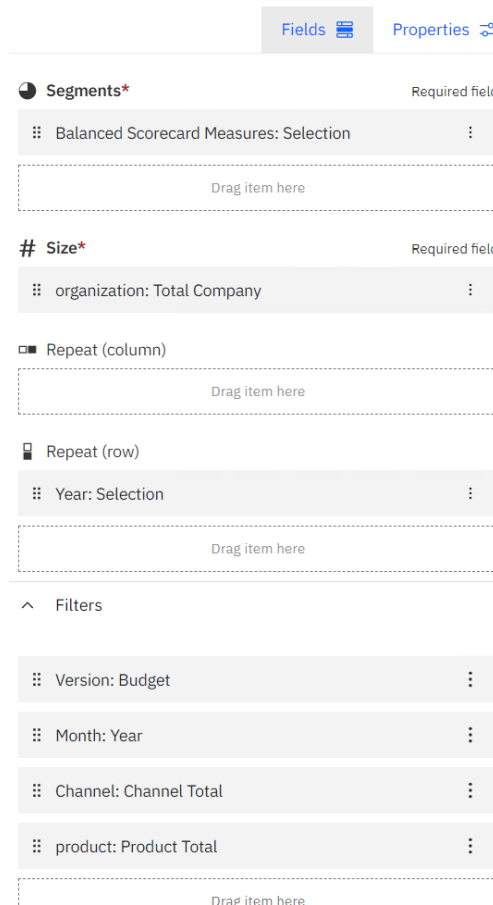 Fields
Properties
Segments*
Required field
Balanced Scorecard Measures: Selection
Drag item here
# Size*
Required field
organization: Total Company
Repeat (column)
Drag item here
Repeat (row)
Year: Selection
Drag item here
Filters
Version: Budget
Month: Year
Channel: Channel Total
product: Product Total
Drag item here